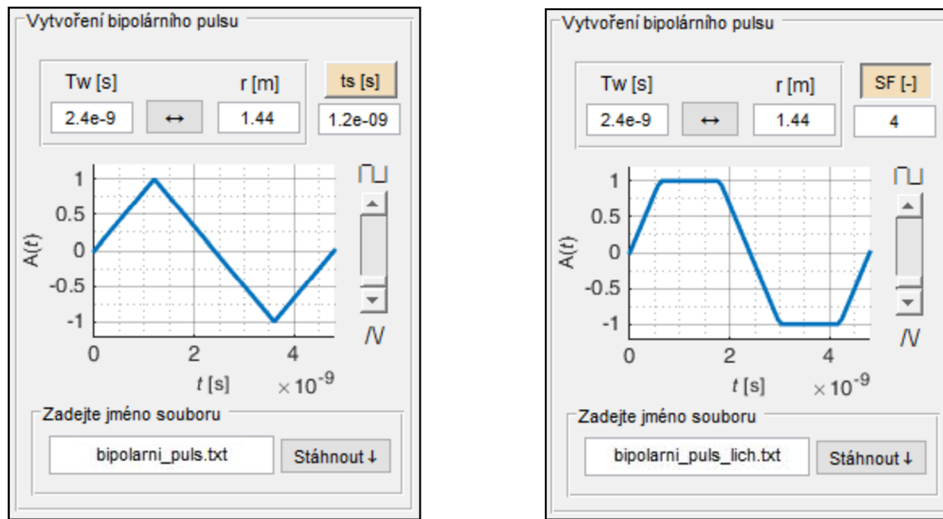 Vytvoření bipolárního pulsu
Tw [s] r [m] ts [s]
2.4e-9 ↔ 1.44 1.2e-09
1
0.5
0
-0.5
-1
A(t)
0 2 4
t [s] ×10⁻⁹
Zadejte jméno souboru
bipolarni_puls.txt Stáhnout ↓
Vytvoření bipolárního pulsu
Tw [s] r [m] SF [-]
2.4e-9 ↔ 1.44 4
1
0.5
0
-0.5
-1
A(t)
0 2 4
t [s] ×10⁻⁹
Zadejte jméno souboru
bipolarni_puls_lich.txt Stáhnout ↓